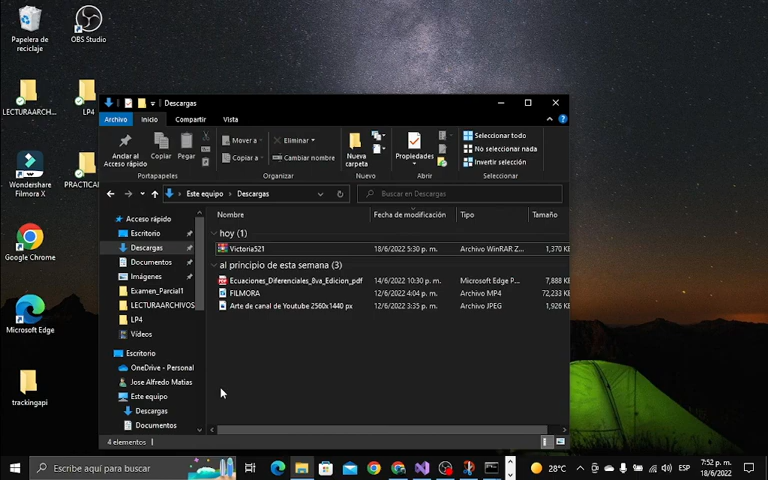 Papelera de
reciclaje
OBS Studio
LECTURAARCH...
LP4
Wondershare
Filmora X
PRACTICAL
Google Chrome
Microsoft Edge
trackingapi
Descargas
Archivo Inicio Compartir Vista
Andar al
Acceso rápido
Copiar
Pegar
Portapapeles
Mover a
Copiar a
Eliminar
Cambiar nombre
Organizar
Nueva
carpeta
Nuevo
Propiedades
Abrir
Seleccionar todo
No seleccionar nada
Invertir selección
Seleccionar
Este equipo > Descargas
Buscar en Descargas
Nombre Fecha de modificación Tipo Tamaño
hoy (1)
Victoria521 18/6/2022 5:30 p. m. Archivo WinRAR Z... 1,370 KB
al principio de esta semana (3)
Ecuaciones_Diferenciales_8va_Edicion_pdf 14/6/2022 10:30 p. m. Microsoft Edge P... 7,888 KB
FILMORA 12/6/2022 4:04 p. m. Archivo MP4 72,233 KB
Arte de canal de Youtube 2560x1440 px 12/6/2022 3:35 p. m. Archivo JPEG 1,926 KB
Acceso rápido
Escritorio
Descargas
Documentos
Imágenes
Examen_Parcial1
LECTURAARCHIVOS
LP4
Vídeos
Escritorio
OneDrive - Personal
Jose Alfredo Matias
Este equipo
Descargas
Documentos
4 elementos
Escribe aquí para buscar
28°C
ESP
7:52 p. m.
18/6/2022